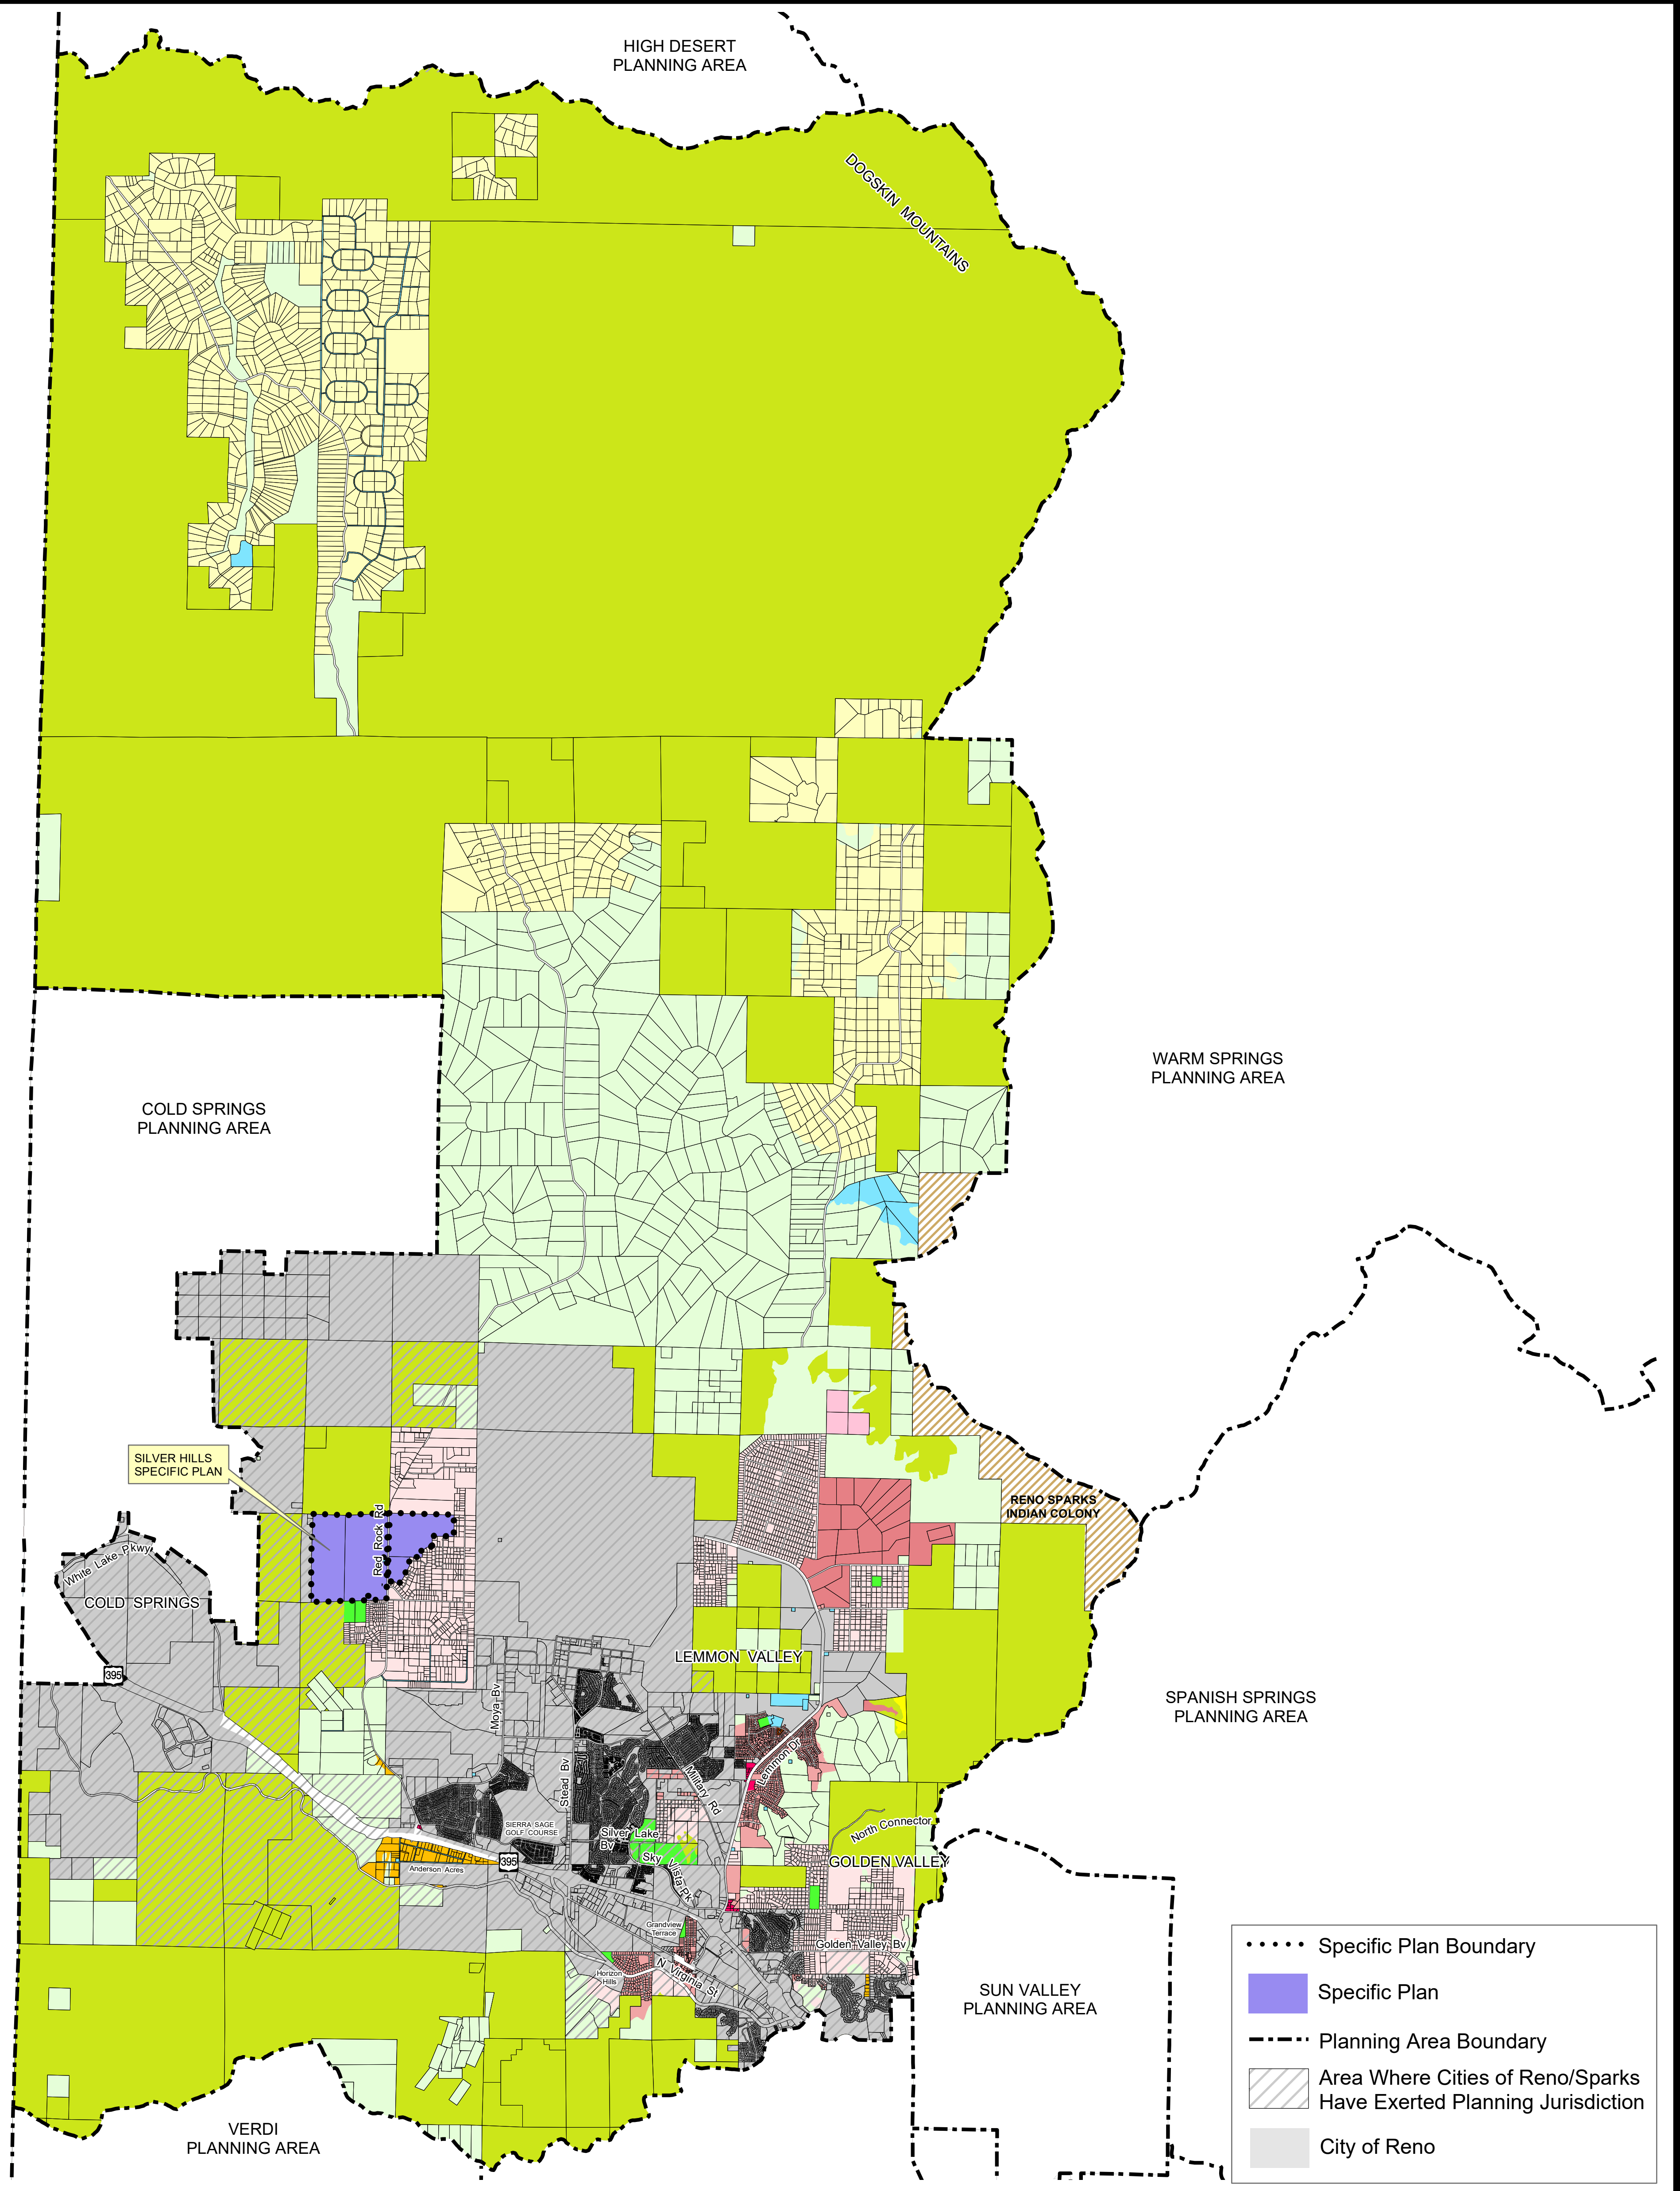 HIGH DESERT
PLANNING AREA
DOGSKIN MOUNTAINS
WARM SPRINGS
PLANNING AREA
COLD SPRINGS
PLANNING AREA
SILVER HILLS
SPECIFIC PLAN
RENO SPARKS
INDIAN COLONY
Red Rock Rd
White Lake Pkwy
COLD SPRINGS
LEMMON VALLEY
395
SPANISH SPRINGS
PLANNING AREA
Moya Bv
Stead Bv
Lemmon Dr
Military Rd
SIERRA SAGE
GOLF COURSE
Silver Lake
Bv
North Connector
Sky Vista Pk
GOLDEN VALLEY
395
Anderson Acres
Grandview
Terrace
Golden Valley Bv
Horizon
Hills
N Virginia St
SUN VALLEY
PLANNING AREA
VERDI
PLANNING AREA
Specific Plan Boundary
Specific Plan
Planning Area Boundary
Area Where Cities of Reno/Sparks
Have Exerted Planning Jurisdiction
City of Reno